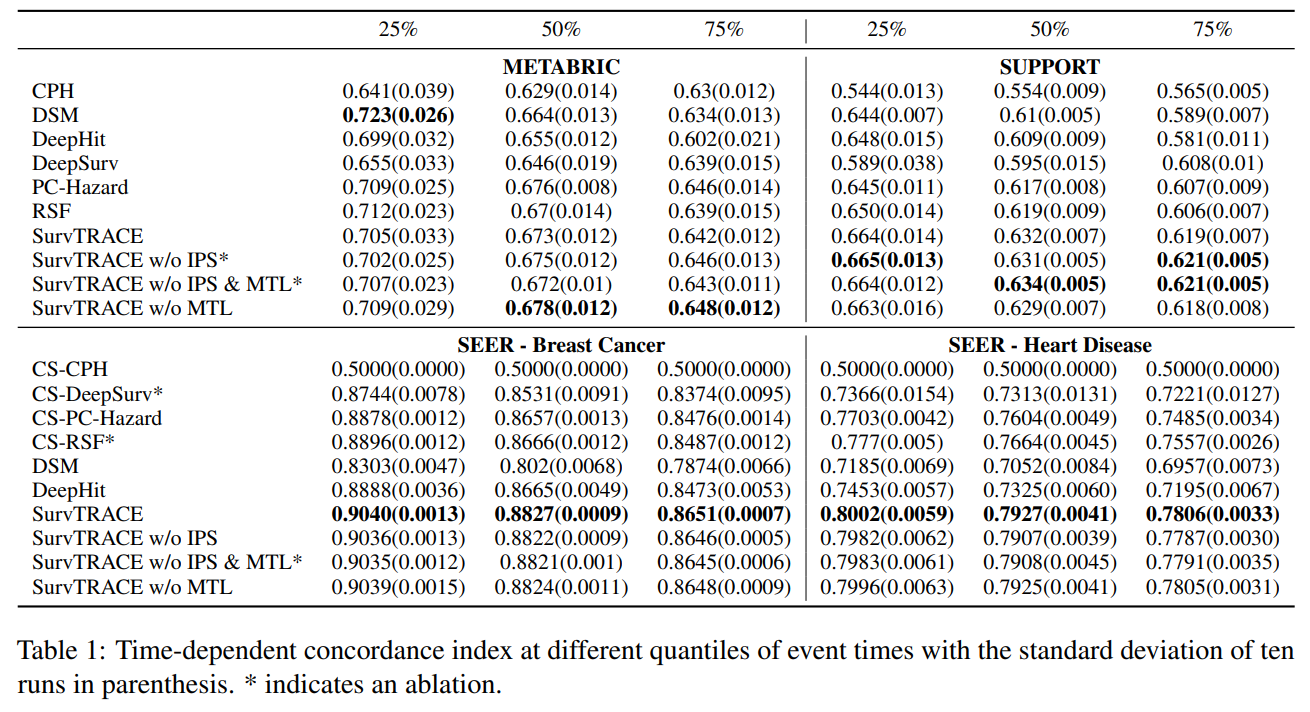 25% 50% 75% 25% 50% 75%
METABRIC SUPPORT
CPH 0.641(0.039) 0.629(0.014) 0.63(0.012) 0.544(0.013) 0.554(0.009) 0.565(0.005)
DSM 0.723(0.026) 0.664(0.013) 0.634(0.013) 0.644(0.007) 0.61(0.005) 0.589(0.007)
DeepHit 0.699(0.032) 0.655(0.012) 0.602(0.021) 0.648(0.015) 0.609(0.009) 0.581(0.011)
DeepSurv 0.655(0.033) 0.646(0.019) 0.639(0.015) 0.589(0.038) 0.595(0.015) 0.608(0.01)
PC-Hazard 0.709(0.025) 0.676(0.008) 0.646(0.014) 0.645(0.011) 0.617(0.008) 0.607(0.009)
RSF 0.712(0.023) 0.67(0.014) 0.639(0.015) 0.650(0.014) 0.619(0.009) 0.606(0.007)
SurvTRACE 0.705(0.033) 0.673(0.012) 0.642(0.012) 0.664(0.014) 0.632(0.007) 0.619(0.007)
SurvTRACE w/o IPS* 0.702(0.025) 0.675(0.012) 0.646(0.013) 0.665(0.013) 0.631(0.005) 0.621(0.005)
SurvTRACE w/o IPS & MTL* 0.707(0.023) 0.672(0.01) 0.643(0.011) 0.664(0.012) 0.634(0.005) 0.621(0.005)
SurvTRACE w/o MTL 0.709(0.029) 0.678(0.012) 0.648(0.012) 0.663(0.016) 0.629(0.007) 0.618(0.008)
SEER - Breast Cancer SEER - Heart Disease
CS-CPH 0.5000(0.0000) 0.5000(0.0000) 0.5000(0.0000) 0.5000(0.0000) 0.5000(0.0000) 0.5000(0.0000)
CS-DeepSurv* 0.8744(0.0078) 0.8531(0.0091) 0.8374(0.0095) 0.7366(0.0154) 0.7313(0.0131) 0.7221(0.0127)
CS-PC-Hazard 0.8878(0.0012) 0.8657(0.0013) 0.8476(0.0014) 0.7703(0.0042) 0.7604(0.0049) 0.7485(0.0034)
CS-RSF* 0.8896(0.0012) 0.8666(0.0012) 0.8487(0.0012) 0.777(0.005) 0.7664(0.0045) 0.7557(0.0026)
DSM 0.8303(0.0047) 0.802(0.0068) 0.7874(0.0066) 0.7185(0.0069) 0.7052(0.0084) 0.6957(0.0073)
DeepHit 0.8888(0.0036) 0.8665(0.0049) 0.8473(0.0053) 0.7453(0.0057) 0.7325(0.0060) 0.7195(0.0067)
SurvTRACE 0.9040(0.0013) 0.8827(0.0009) 0.8651(0.0007) 0.8002(0.0059) 0.7927(0.0041) 0.7806(0.0033)
SurvTRACE w/o IPS 0.9036(0.0013) 0.8822(0.0009) 0.8646(0.0005) 0.7982(0.0062) 0.7907(0.0039) 0.7787(0.0030)
SurvTRACE w/o IPS & MTL* 0.9035(0.0012) 0.8821(0.001) 0.8645(0.0006) 0.7983(0.0061) 0.7908(0.0045) 0.7791(0.0035)
SurvTRACE w/o MTL 0.9039(0.0015) 0.8824(0.0011) 0.8648(0.0009) 0.7996(0.0063) 0.7925(0.0041) 0.7805(0.0031)
Table 1: Time-dependent concordance index at different quantiles of event times with the standard deviation of ten
runs in parenthesis. * indicates an ablation.